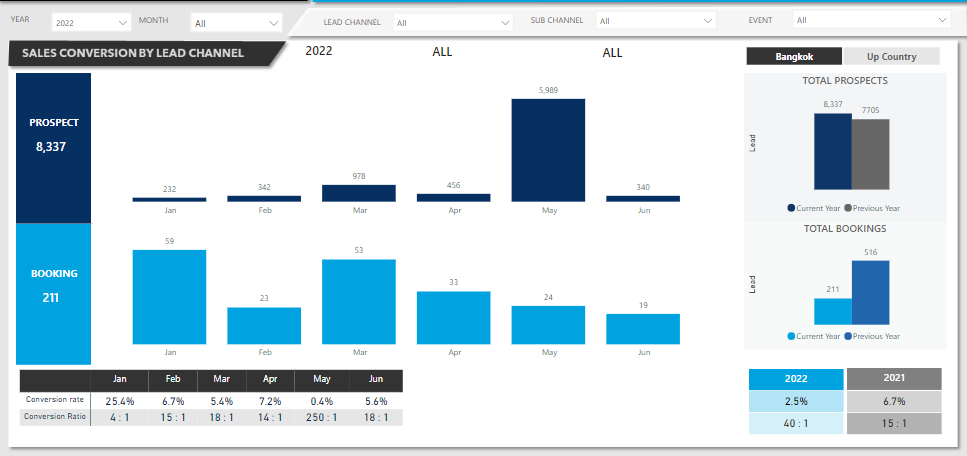 YEAR 2022 MONTH All LEAD CHANNEL All SUB CHANNEL All EVENT All
SALES CONVERSION BY LEAD CHANNEL 2022 ALL ALL
Bangkok Up Country
PROSPECT
8,337
232 342 978 456 5,989 340
Jan Feb Mar Apr May Jun
TOTAL PROSPECTS
8,337 7705
Lead
Current Year Previous Year
BOOKING
211
59 23 53 33 24 19
Jan Feb Mar Apr May Jun
TOTAL BOOKINGS
211 516
Lead
Current Year Previous Year
Jan Feb Mar Apr May Jun
Conversion rate 25.4% 6.7% 5.4% 7.2% 0.4% 5.6%
Conversion Ratio 4 : 1 15 : 1 18 : 1 14 : 1 250 : 1 18 : 1
2022 2021
2.5% 6.7%
40 : 1 15 : 1